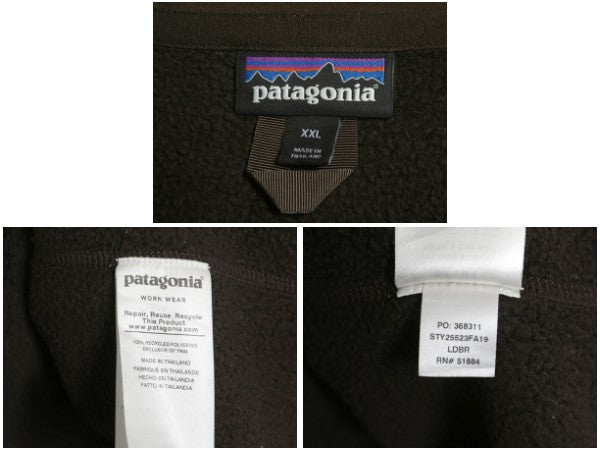 patagonia®
XXL
MADE IN
THAILAND
patagonia®
WORN WEAR
Repair, Reuse, Recycle
This Product
www.patagonia.com
100% RECYCLED POLYESTER
EXCLUSIVE OF TRIM
MADE IN THAILAND
FABRIQUÉ EN THAILANDE
HECHO EN TAILANDIA
FATTO IN TAILANDIA
PO: 368311
STY25523FA19
LDBR
RN# 51884